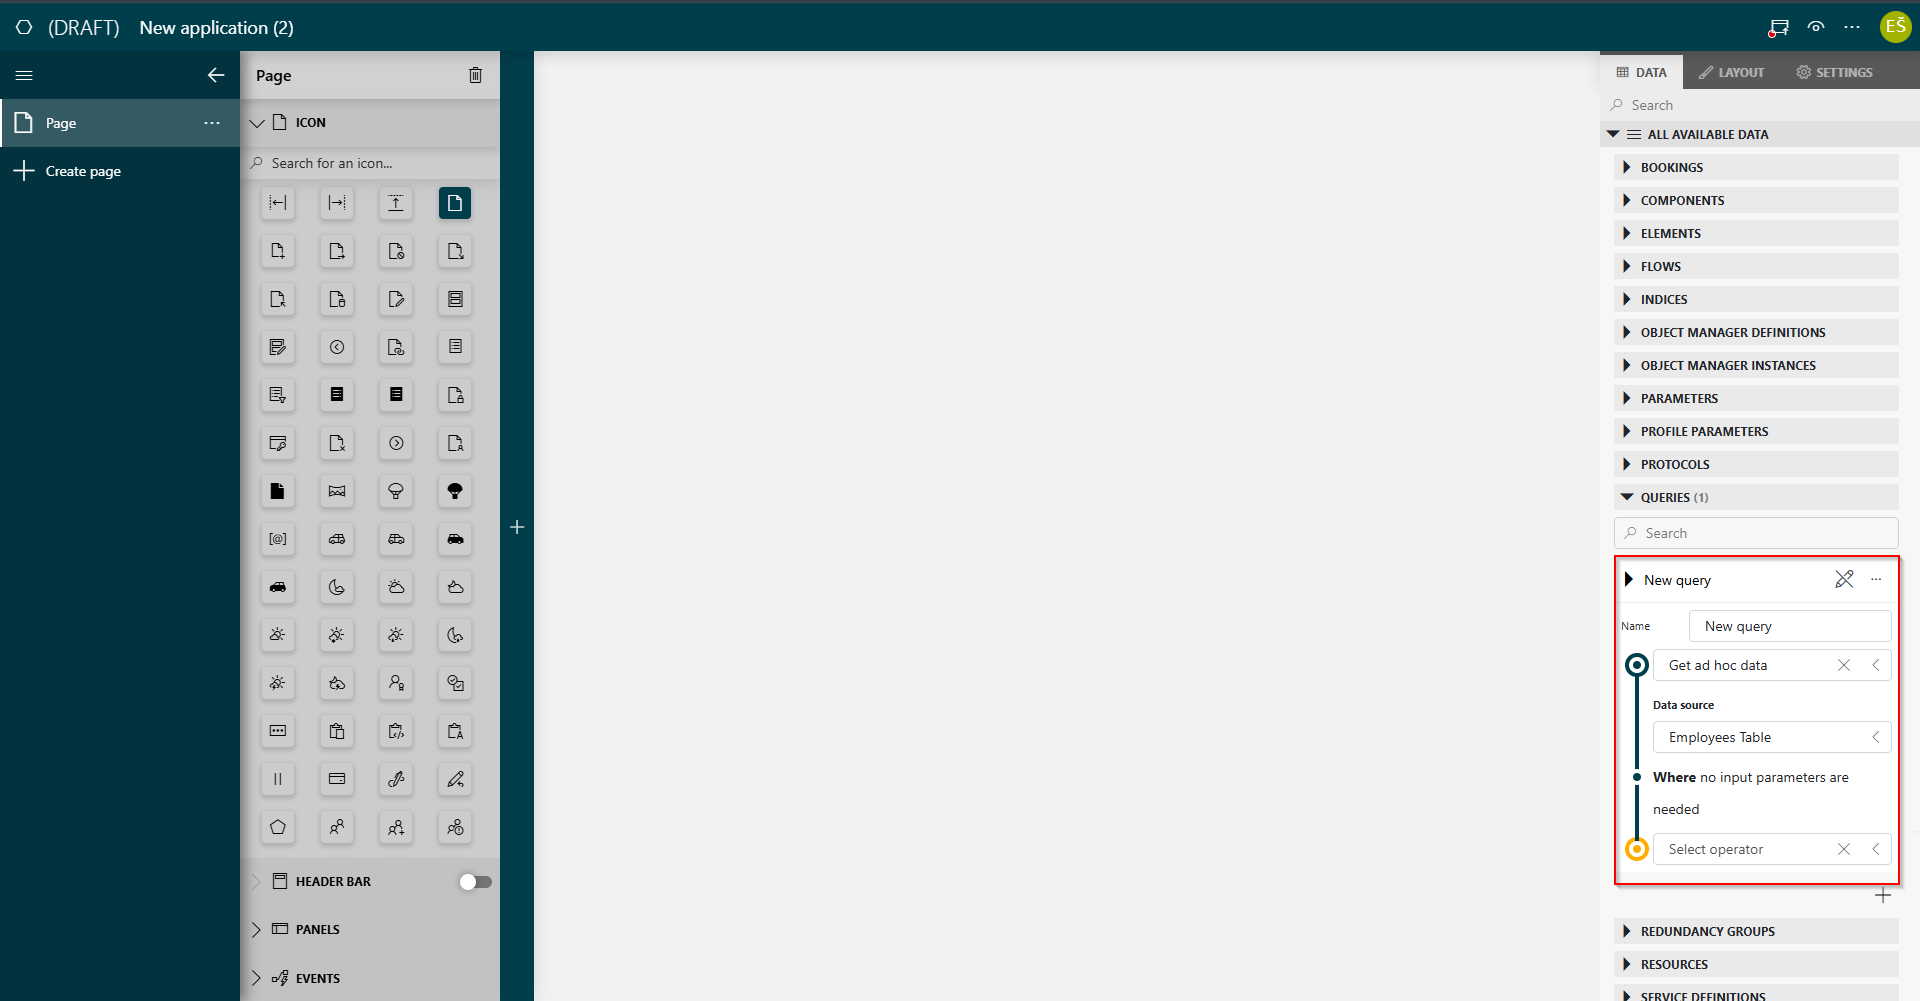 (DRAFT) New application (2)
EŠ
Page
Create page
Page
ICON
Search for an icon...
[@]
HEADER BAR
PANELS
EVENTS
DATA
LAYOUT
SETTINGS
Search
ALL AVAILABLE DATA
BOOKINGS
COMPONENTS
ELEMENTS
FLOWS
INDICES
OBJECT MANAGER DEFINITIONS
OBJECT MANAGER INSTANCES
PARAMETERS
PROFILE PARAMETERS
PROTOCOLS
QUERIES (1)
Search
New query
Name New query
Get ad hoc data
Data source
Employees Table
Where no input parameters are
needed
Select operator
REDUNDANCY GROUPS
RESOURCES
SERVICE DEFINITIONS